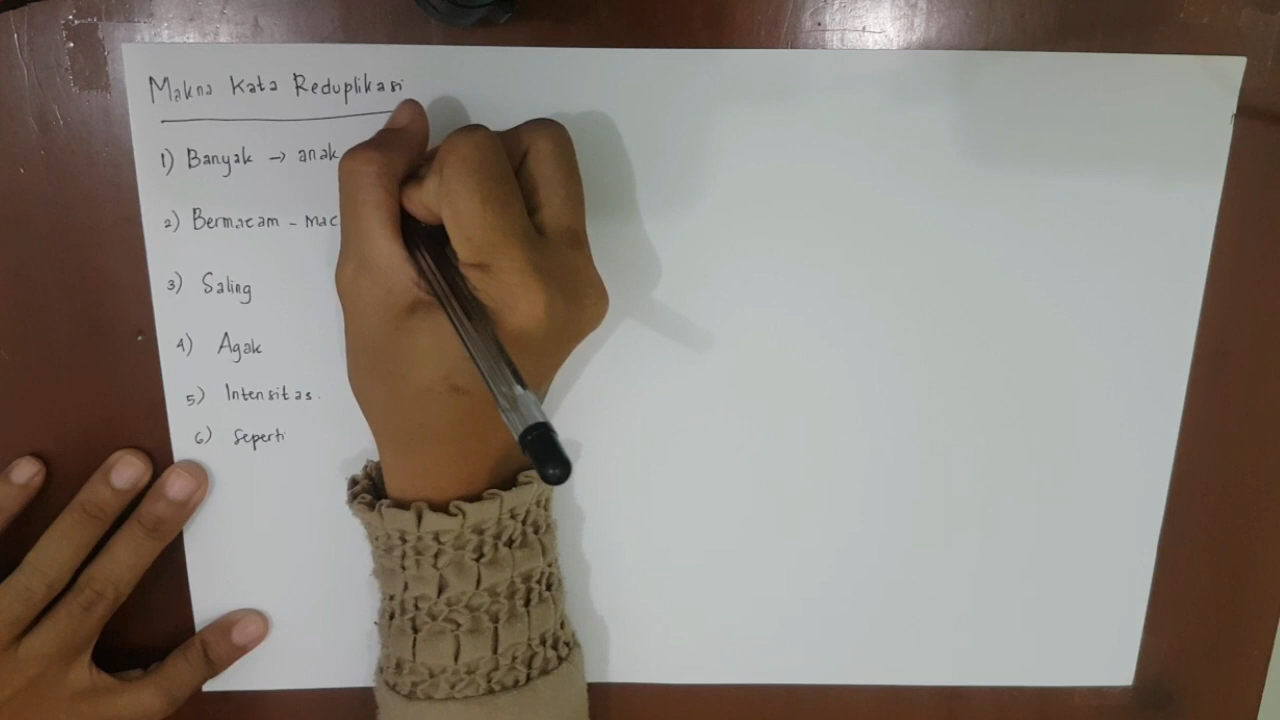 Makna Kata Reduplikasi
1) Banyak → anak
2) Bermacam - mac
3) Saling
4) Agak
5) Intensitas.
6) Seperti